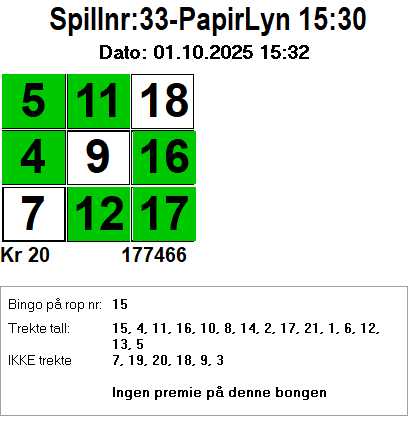 Spillnr:33-PapirLyn 15:30
Dato: 01.10.2025 15:32
5 11 18
4 9 16
7 12 17
Kr 20 177466
Bingo på rop nr: 15
Trekte tall: 15, 4, 11, 16, 10, 8, 14, 2, 17, 21, 1, 6, 12,
13, 5
IKKE trekte 7, 19, 20, 18, 9, 3
Ingen premie på denne bongen